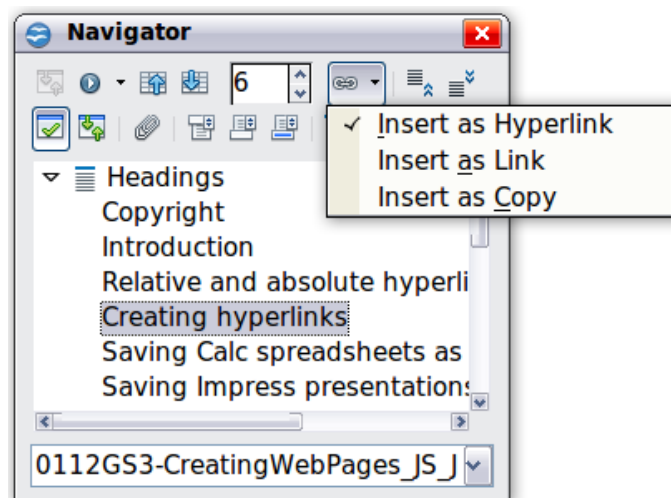 Navigator
6
Insert as Hyperlink
Insert as Link
Insert as Copy
Headings
Copyright
Introduction
Relative and absolute hyperli
Creating hyperlinks
Saving Calc spreadsheets as
Saving Impress presentations
0112GS3-CreatingWebPages_JS_J